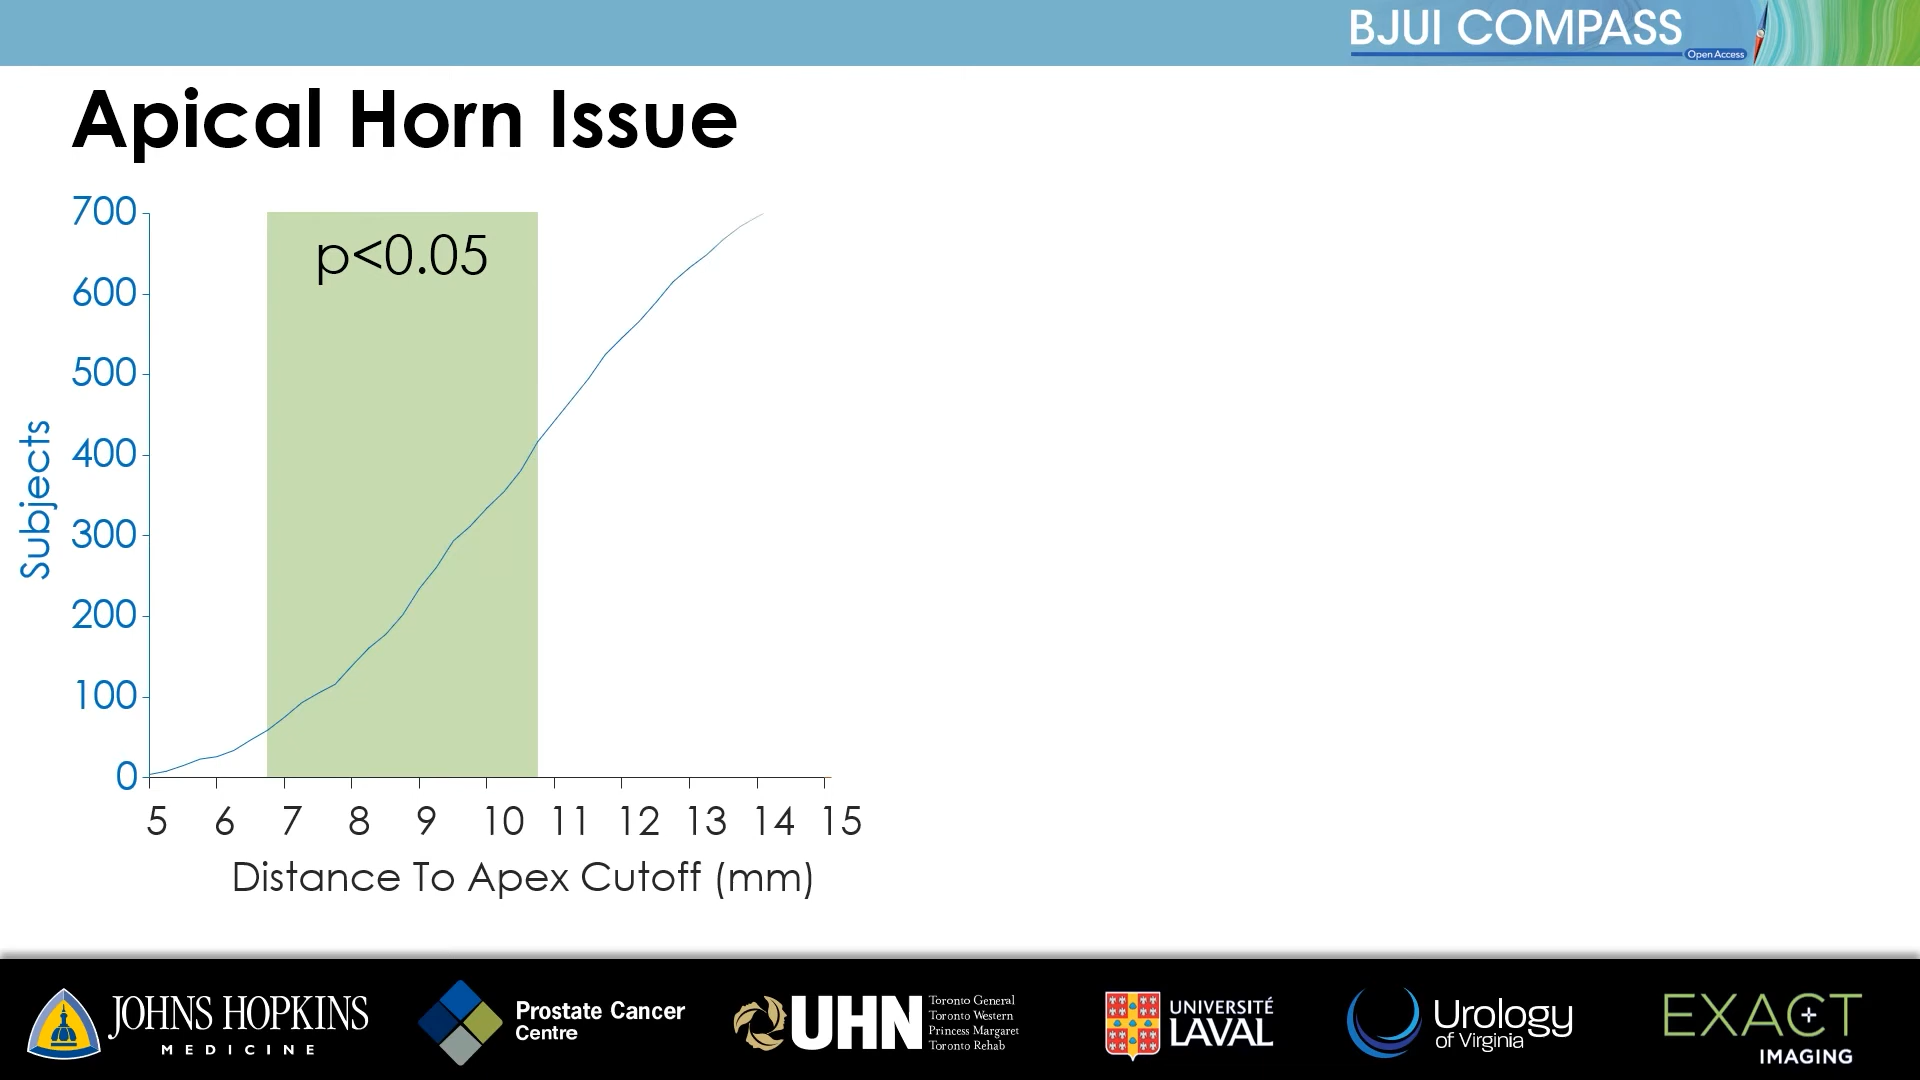 BJUI COMPASS
Open Access
Apical Horn Issue
700
600
500
400
300
200
100
0
Subjects
p<0.05
5 6 7 8 9 10 11 12 13 14 15
Distance To Apex Cutoff (mm)
JOHNS HOPKINS
MEDICINE
Prostate Cancer
Centre
UHN
Toronto General
Toronto Western
Princess Margaret
Toronto Rehab
UNIVERSITÉ
LAVAL
Urology
of Virginia
EXACT
IMAGING